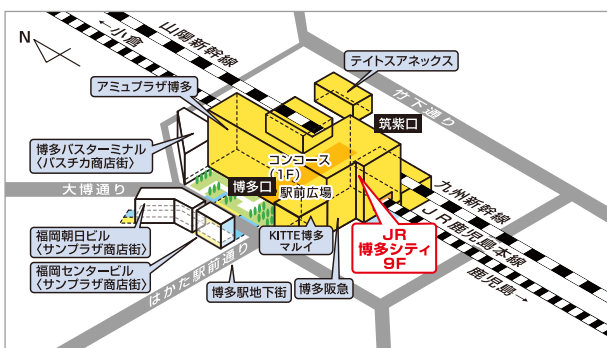 N
←小倉
山陽新幹線
テイトスアネックス
アミュプラザ博多
竹下通り
筑紫口
博多バスターミナル
〈バスチカ商店街〉
コンコース
(1F)
大博通り
博多口
駅前広場
九州新幹線
JR鹿児島本線
鹿児島→
福岡朝日ビル
〈サンプラザ商店街〉
KITTE博多
マルイ
JR
博多シティ
9F
福岡センタービル
〈サンプラザ商店街〉
はかた駅前通り
博多駅地下街
博多阪急